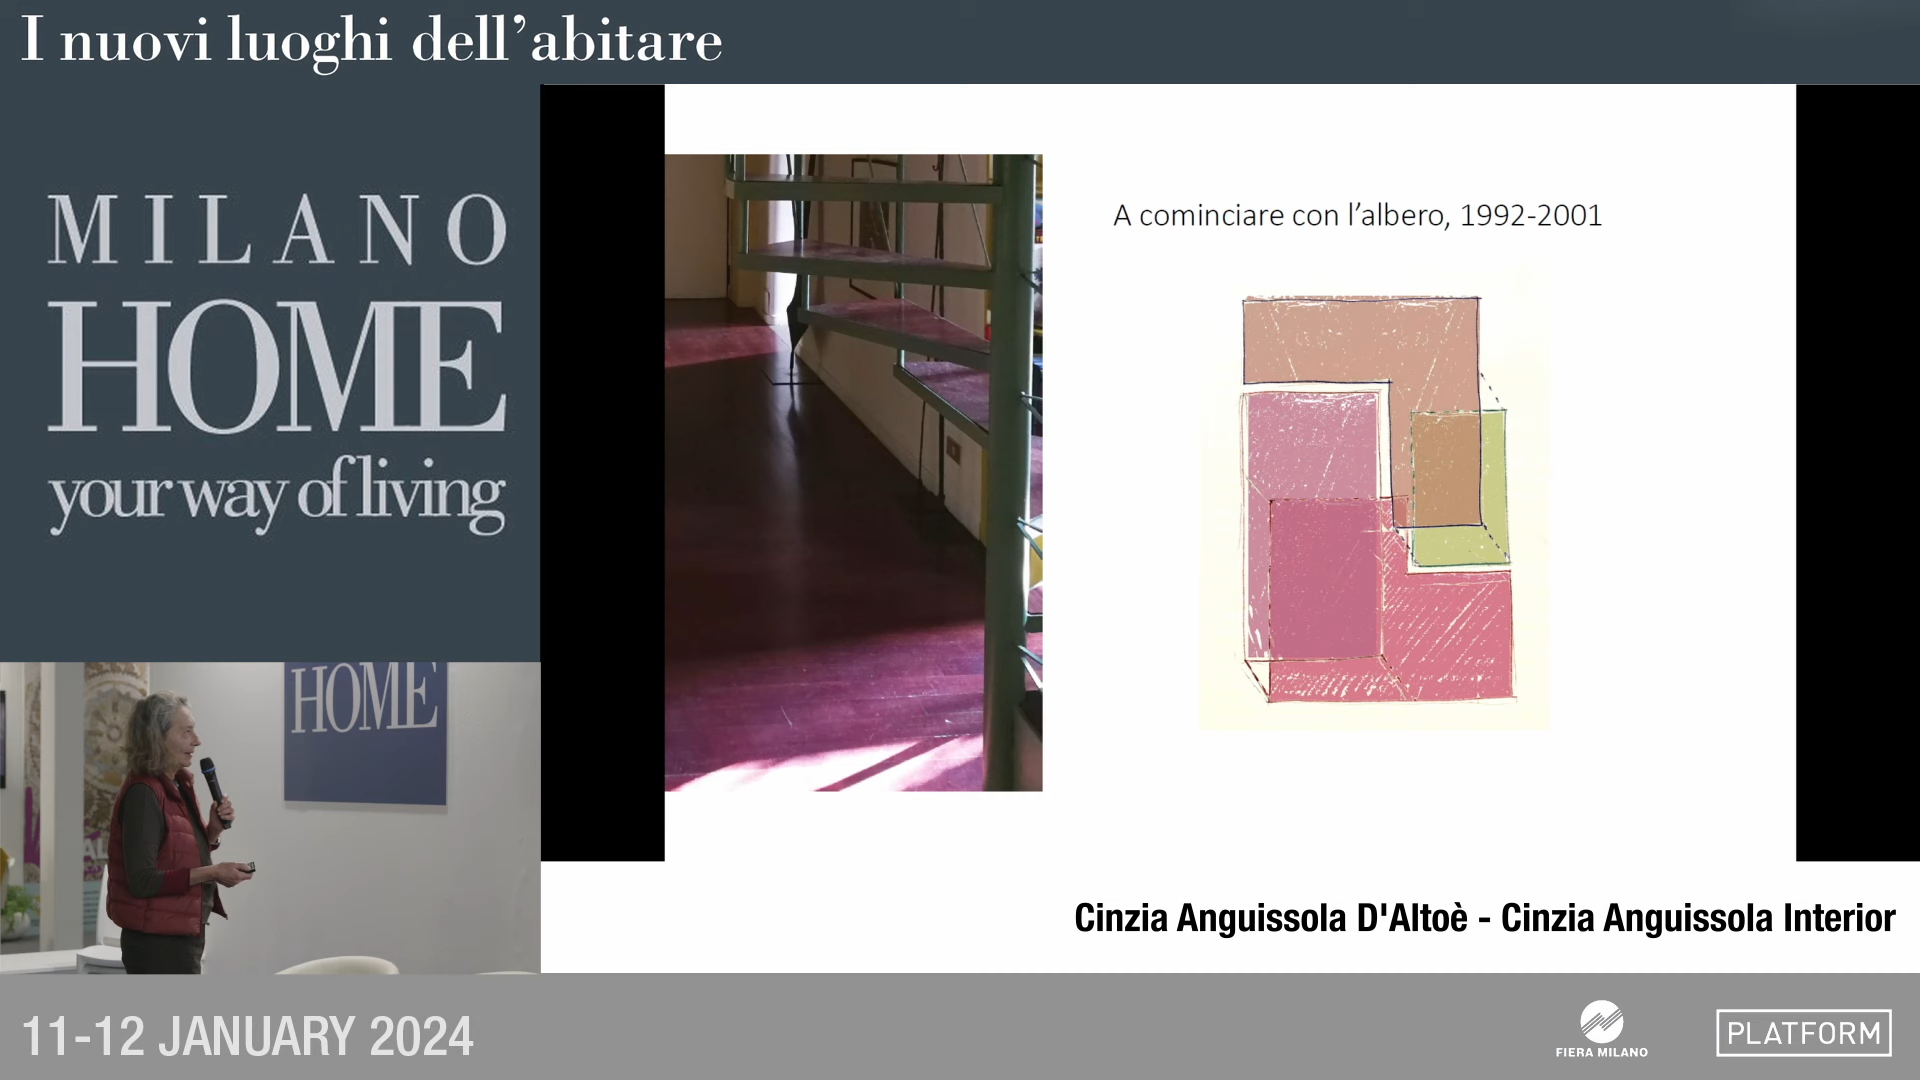 I nuovi luoghi dell'abitare
MILANO
HOME
your way of living
A cominciare con l'albero, 1992-2001
HOME
Cinzia Anguissola D'Altoè - Cinzia Anguissola Interior
11-12 JANUARY 2024
FIERA MILANO
PLATFORM